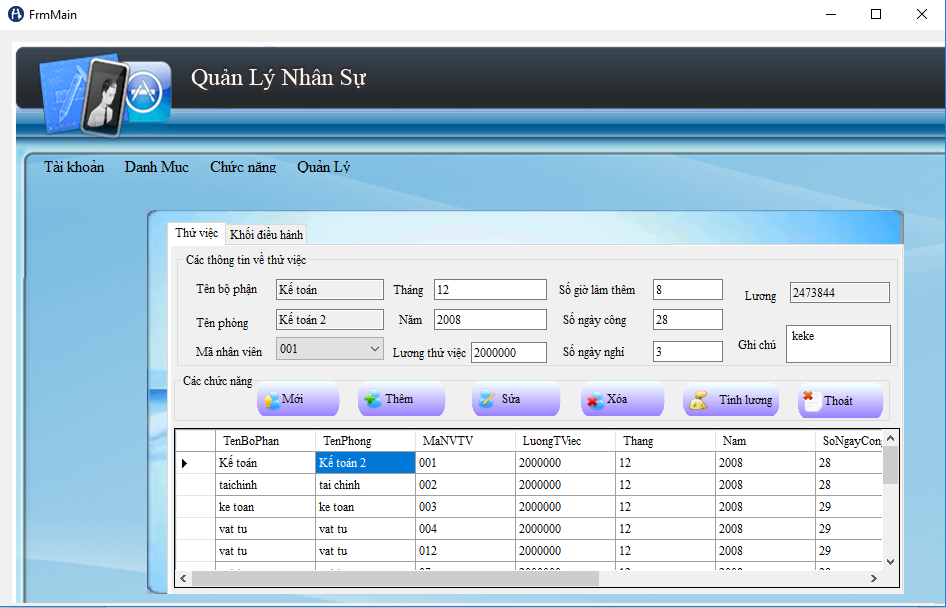 FrmMain
Quản Lý Nhân Sự
Tài khoản Danh Mục Chức năng Quản Lý
Thử việc Khối điều hành
Các thông tin về thử việc
Tên bộ phận Kế toán Tháng 12 Số giờ làm thêm 8 Lương 2473844
Tên phòng Kế toán 2 Năm 2008 Số ngày công 28
Mã nhân viên 001 Lương thử việc 2000000 Số ngày nghỉ 3 Ghi chú keke
Các chức năng
Mới Thêm Sửa Xóa Tính lương Thoát
TenBoPhan TenPhong MaNVTV LuongTViec Thang Nam SoNgayCong
Kế toán Kế toán 2 001 2000000 12 2008 28
taichinh tai chinh 002 2000000 12 2008 28
ke toan ke toan 003 2000000 12 2008 29
vat tu vat tu 004 2000000 12 2008 29
vat tu vat tu 012 2000000 12 2008 29